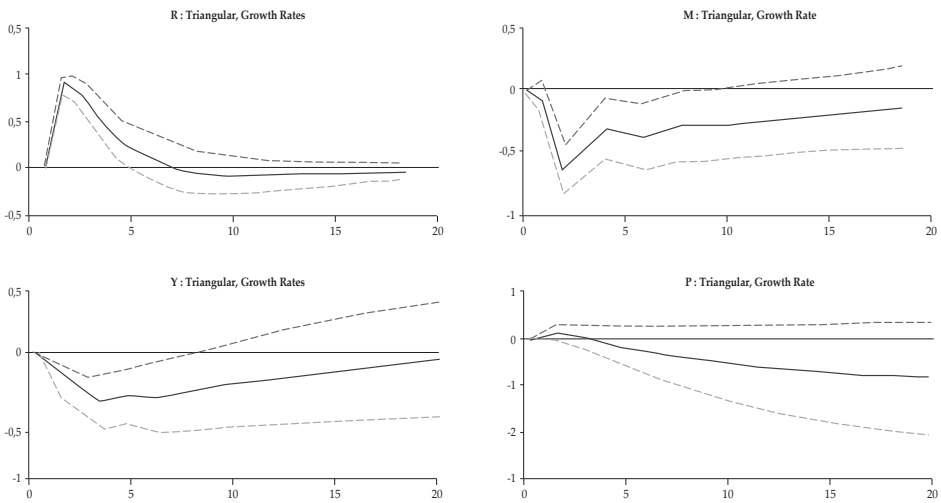 R : Triangular, Growth Rates
0,5
1
0,5
0
-0,5
0 5 10 15 20
M : Triangular, Growth Rate
0,5
0
-0,5
-1
0 5 10 15 20
Y : Triangular, Growth Rates
0,5
0
-0,5
-1
0 5 10 15 20
P : Triangular, Growth Rate
1
0
-1
-2
-1
0 5 10 15 20